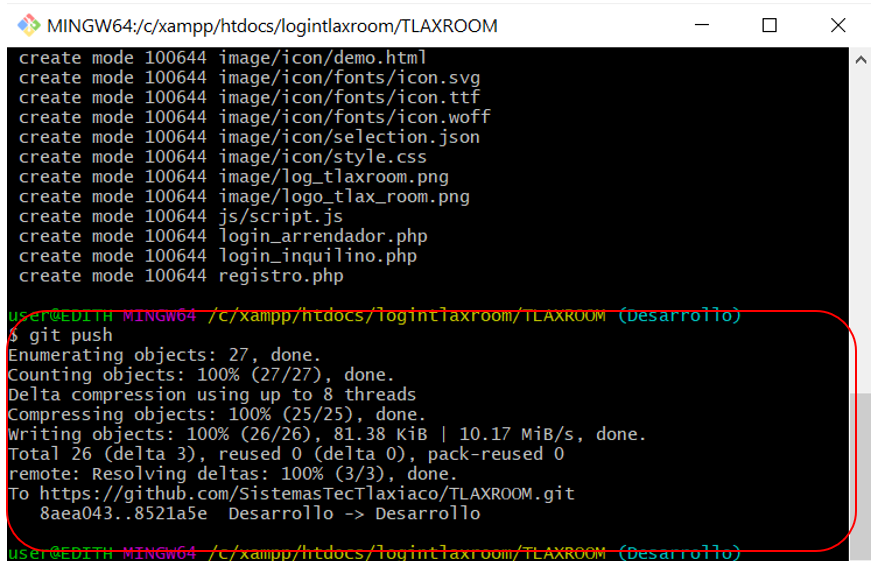 MINGW64:/c/xampp/htdocs/logintlaxroom/TLAXROOM
create mode 100644 image/icon/demo.html
create mode 100644 image/icon/fonts/icon.svg
create mode 100644 image/icon/fonts/icon.ttf
create mode 100644 image/icon/fonts/icon.woff
create mode 100644 image/icon/selection.json
create mode 100644 image/icon/style.css
create mode 100644 image/log_tlaxroom.png
create mode 100644 image/logo_tlax_room.png
create mode 100644 js/script.js
create mode 100644 login_arrendador.php
create mode 100644 login_inquilino.php
create mode 100644 registro.php
user@EDITH MINGW64 /c/xampp/htdocs/logintlaxroom/TLAXROOM (Desarrollo)
$ git push
Enumerating objects: 27, done.
Counting objects: 100% (27/27), done.
Delta compression using up to 8 threads
Compressing objects: 100% (25/25), done.
Writing objects: 100% (26/26), 81.38 KiB | 10.17 MiB/s, done.
Total 26 (delta 3), reused 0 (delta 0), pack-reused 0
remote: Resolving deltas: 100% (3/3), done.
To https://github.com/SistemasTecTlaxiaco/TLAXROOM.git
8aea043..8521a5e  Desarrollo -> Desarrollo
user@EDITH MINGW64 /c/xampp/htdocs/logintlaxroom/TLAXROOM (Desarrollo)